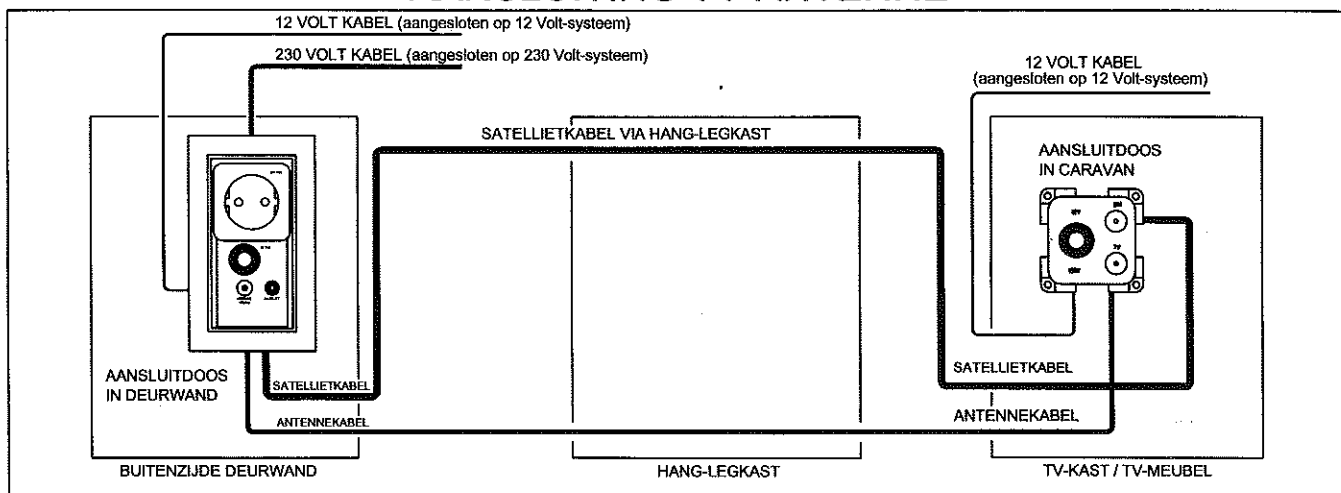 12 VOLT KABEL (aangesloten op 12 Volt-systeem)
230 VOLT KABEL (aangesloten op 230 Volt-systeem)
12 VOLT KABEL
(aangesloten op 12 Volt-systeem)
SATELLIETKABEL VIA HANG-LEGKAST
AANSLUITDOOS
IN CARAVAN
12V
TV
AANSLUITDOOS
IN DEURWAND
SATELLIETKABEL
ANTENNEKABEL
SATELLIETKABEL
ANTENNEKABEL
BUITENZIJDE DEURWAND
HANG-LEGKAST
TV-KAST / TV-MEUBEL